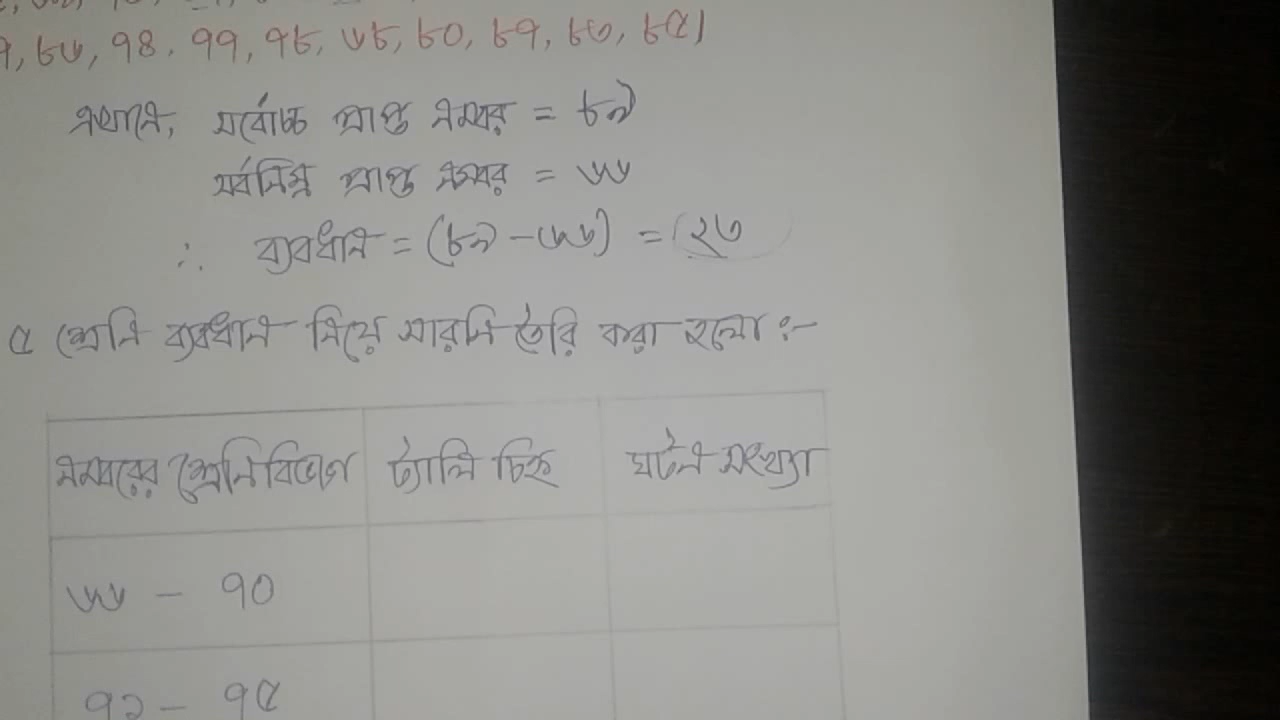 ৭, ৮৬, ৭৪, ৭৭, ৭৮, ৬৮, ৮০, ৮৭, ৮৩, ৮৫।
এখানে, সর্বোচ্চ প্রাপ্ত নম্বর = ৮৯
সর্বনিম্ন প্রাপ্ত নম্বর = ৬৬
∴ ব্যবধান = (৮৯ - ৬৬) = ২৩
৫ শ্রেনি ব্যবধান নিয়ে সারনি তৈরি করা হলো :-
নম্বরের শ্রেনিবিভাগ ট্যালি চিহ্ন ঘটন সংখ্যা
৬৬ - ৭০
৭১ - ৭৫